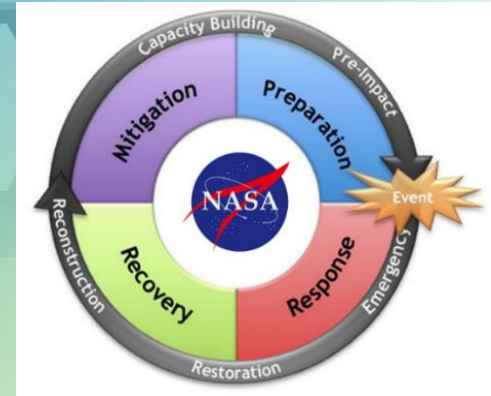 Capacity Building
Pre-Impact
Mitigation
Preparation
NASA
Event
Reconstruction
Recovery
Response
Emergency
Restoration